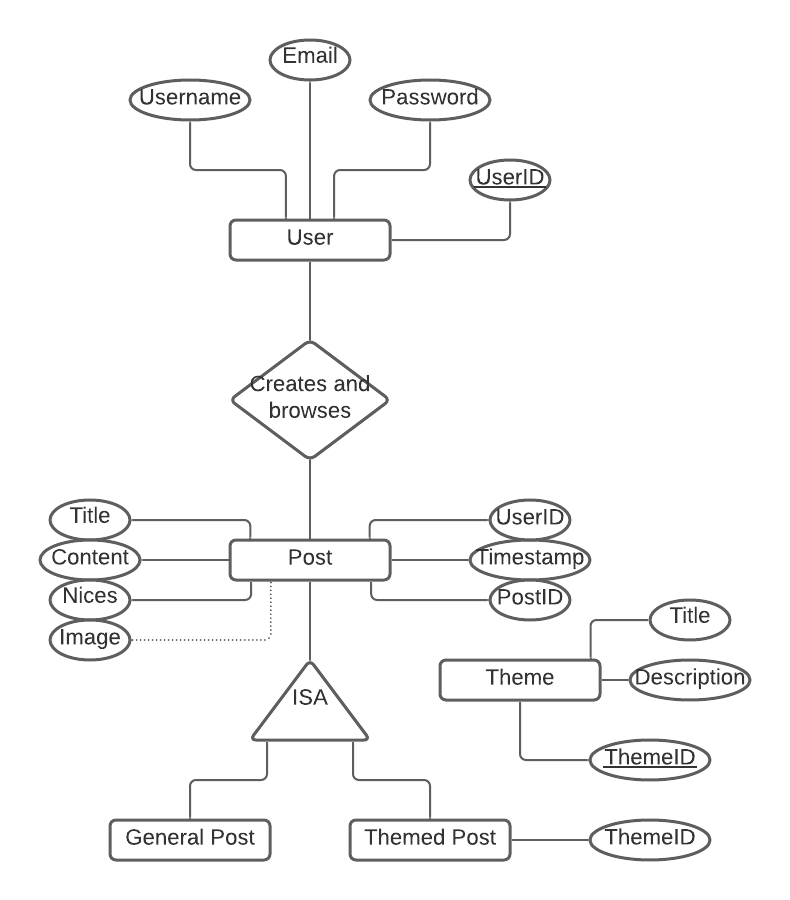 Email
Username
Password
UserID
User
Creates and
browses
Title
UserID
Content
Post
Timestamp
Nices
PostID
Image
Title
Theme
Description
ISA
ThemeID
General Post
Themed Post
ThemeID